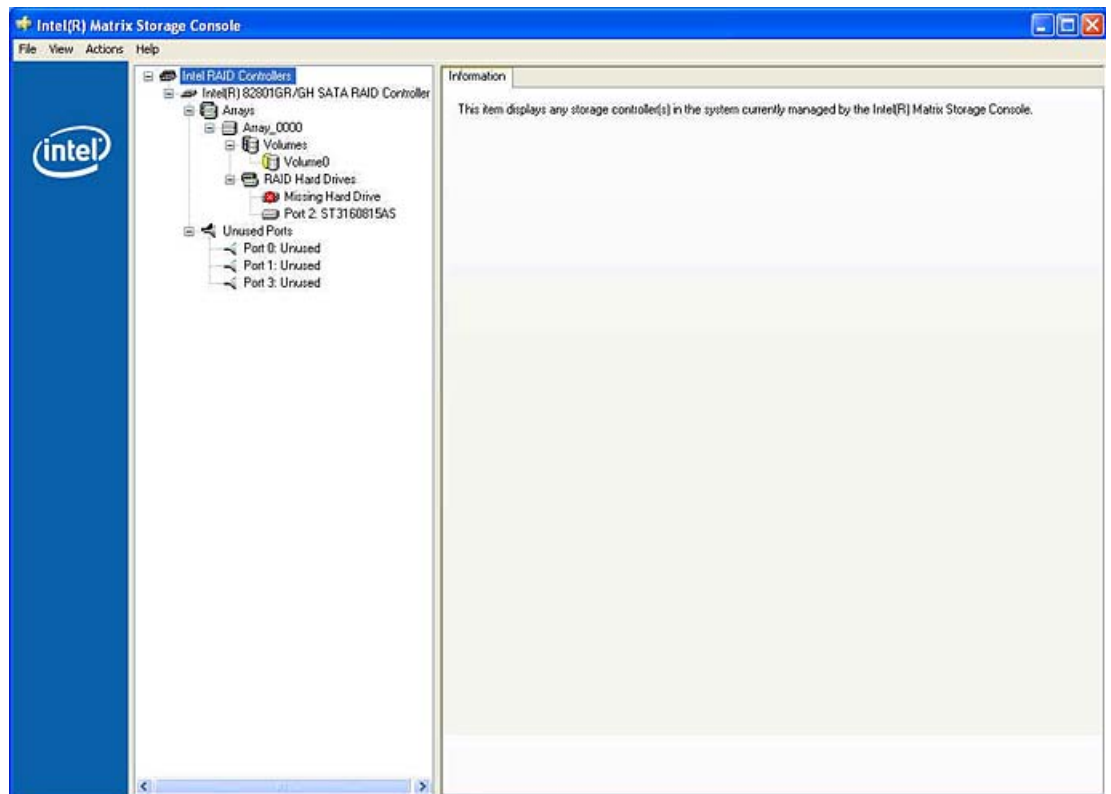 Intel(R) Matrix Storage Console
File View Actions Help
intel
Intel RAID Controllers
Intel(R) 82801GR/GH SATA RAID Controller
Arrays
Array_0000
Volumes
Volume0
RAID Hard Drives
Missing Hard Drive
Port 2: ST3160815AS
Unused Ports
Port 0: Unused
Port 1: Unused
Port 3: Unused
Information
This item displays any storage controller(s) in the system currently managed by the Intel(R) Matrix Storage Console.